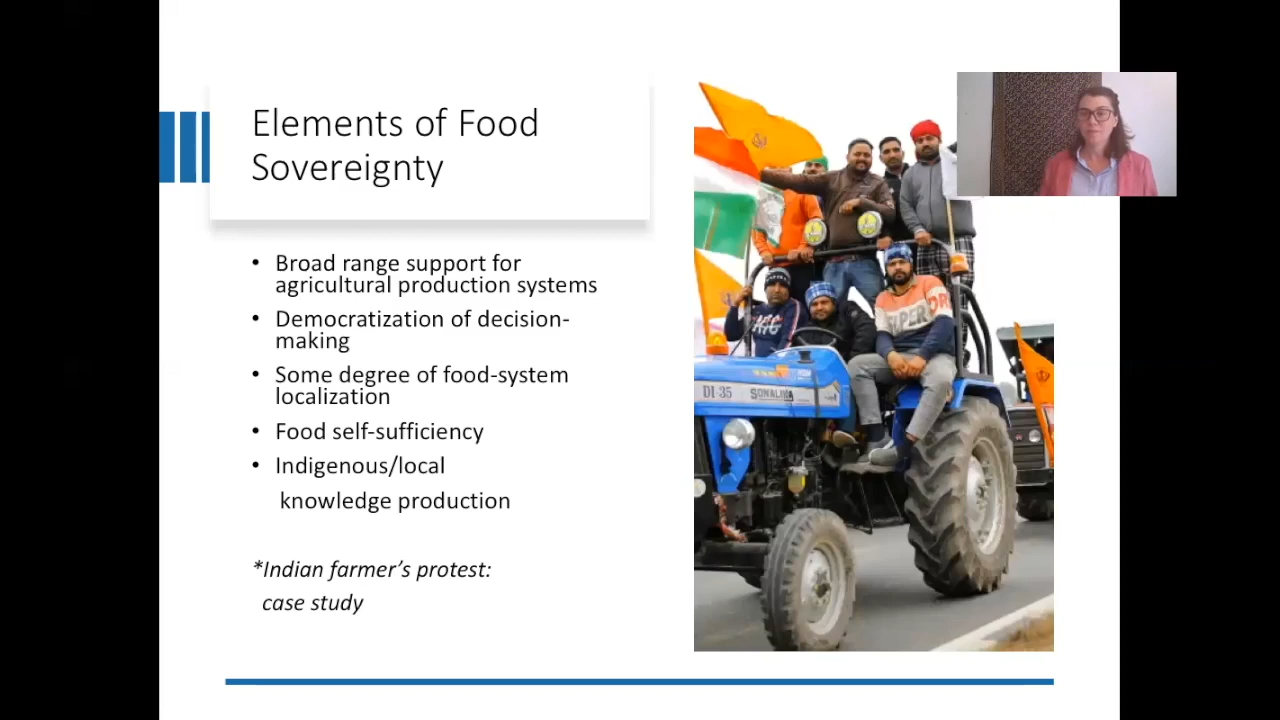 Elements of Food
Sovereignty
• Broad range support for
agricultural production systems
• Democratization of decision-
making
• Some degree of food-system
localization
• Food self-sufficiency
• Indigenous/local
knowledge production
*Indian farmer’s protest:
case study
SUPER
DI-35 SONALIKA